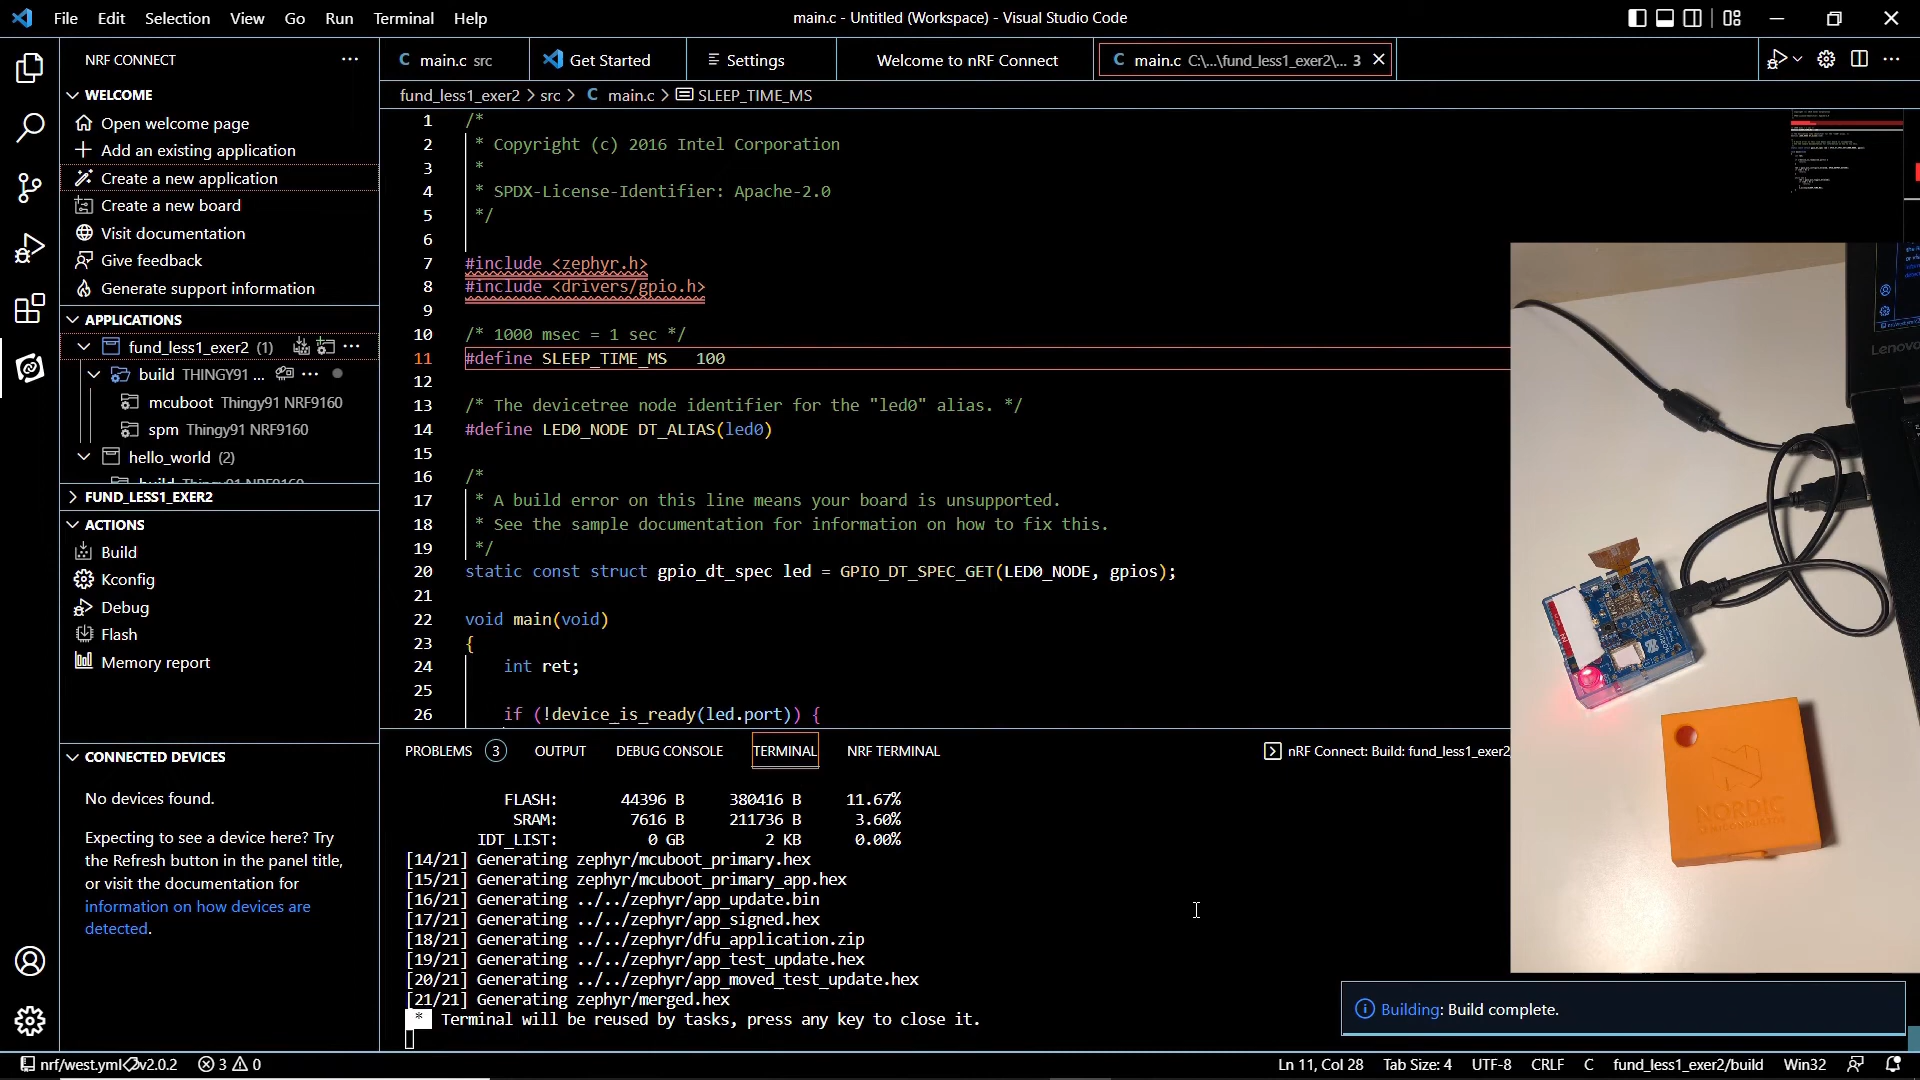 File Edit Selection View Go Run Terminal Help
main.c - Untitled (Workspace) - Visual Studio Code
NRF CONNECT
WELCOME
Open welcome page
Add an existing application
Create a new application
Create a new board
Visit documentation
Give feedback
Generate support information
APPLICATIONS
fund_less1_exer2 (1)
build THINGY91 ...
mcuboot Thingy91 NRF9160
spm Thingy91 NRF9160
hello_world (2)
build Thingy91 NRF9160
FUND_LESS1_EXER2
ACTIONS
Build
Kconfig
Debug
Flash
Memory report
CONNECTED DEVICES
No devices found.
Expecting to see a device here? Try
the Refresh button in the panel title,
or visit the documentation for
information on how devices are
detected.
C main.c src
Get Started
Settings
Welcome to nRF Connect
C main.c C:\...\fund_less1_exer2\... 3
fund_less1_exer2 > src > C main.c > SLEEP_TIME_MS
1 /*
2 * Copyright (c) 2016 Intel Corporation
3 *
4 * SPDX-License-Identifier: Apache-2.0
5 */
6
7 #include <zephyr.h>
8 #include <drivers/gpio.h>
9
10 /* 1000 msec = 1 sec */
11 #define SLEEP_TIME_MS 100
12
13 /* The devicetree node identifier for the "led0" alias. */
14 #define LED0_NODE DT_ALIAS(led0)
15
16 /*
17 * A build error on this line means your board is unsupported.
18 * See the sample documentation for information on how to fix this.
19 */
20 static const struct gpio_dt_spec led = GPIO_DT_SPEC_GET(LED0_NODE, gpios);
21
22 void main(void)
23 {
24 int ret;
25
26 if (!device_is_ready(led.port)) {
Lenovo
NORDIC
PROBLEMS 3 OUTPUT DEBUG CONSOLE TERMINAL NRF TERMINAL
nRF Connect: Build: fund_less1_exer2
FLASH: 44396 B 380416 B 11.67%
SRAM: 7616 B 211736 B 3.60%
IDT_LIST: 0 GB 2 KB 0.00%
[14/21] Generating zephyr/mcuboot_primary.hex
[15/21] Generating zephyr/mcuboot_primary_app.hex
[16/21] Generating ../../zephyr/app_update.bin
[17/21] Generating ../../zephyr/app_signed.hex
[18/21] Generating ../../zephyr/dfu_application.zip
[19/21] Generating ../../zephyr/app_test_update.hex
[20/21] Generating ../../zephyr/app_moved_test_update.hex
[21/21] Generating zephyr/merged.hex
* Terminal will be reused by tasks, press any key to close it.
Building: Build complete.
nrf/west.yml v2.0.2 3 0
Ln 11, Col 28 Tab Size: 4 UTF-8 CRLF C fund_less1_exer2/build Win32